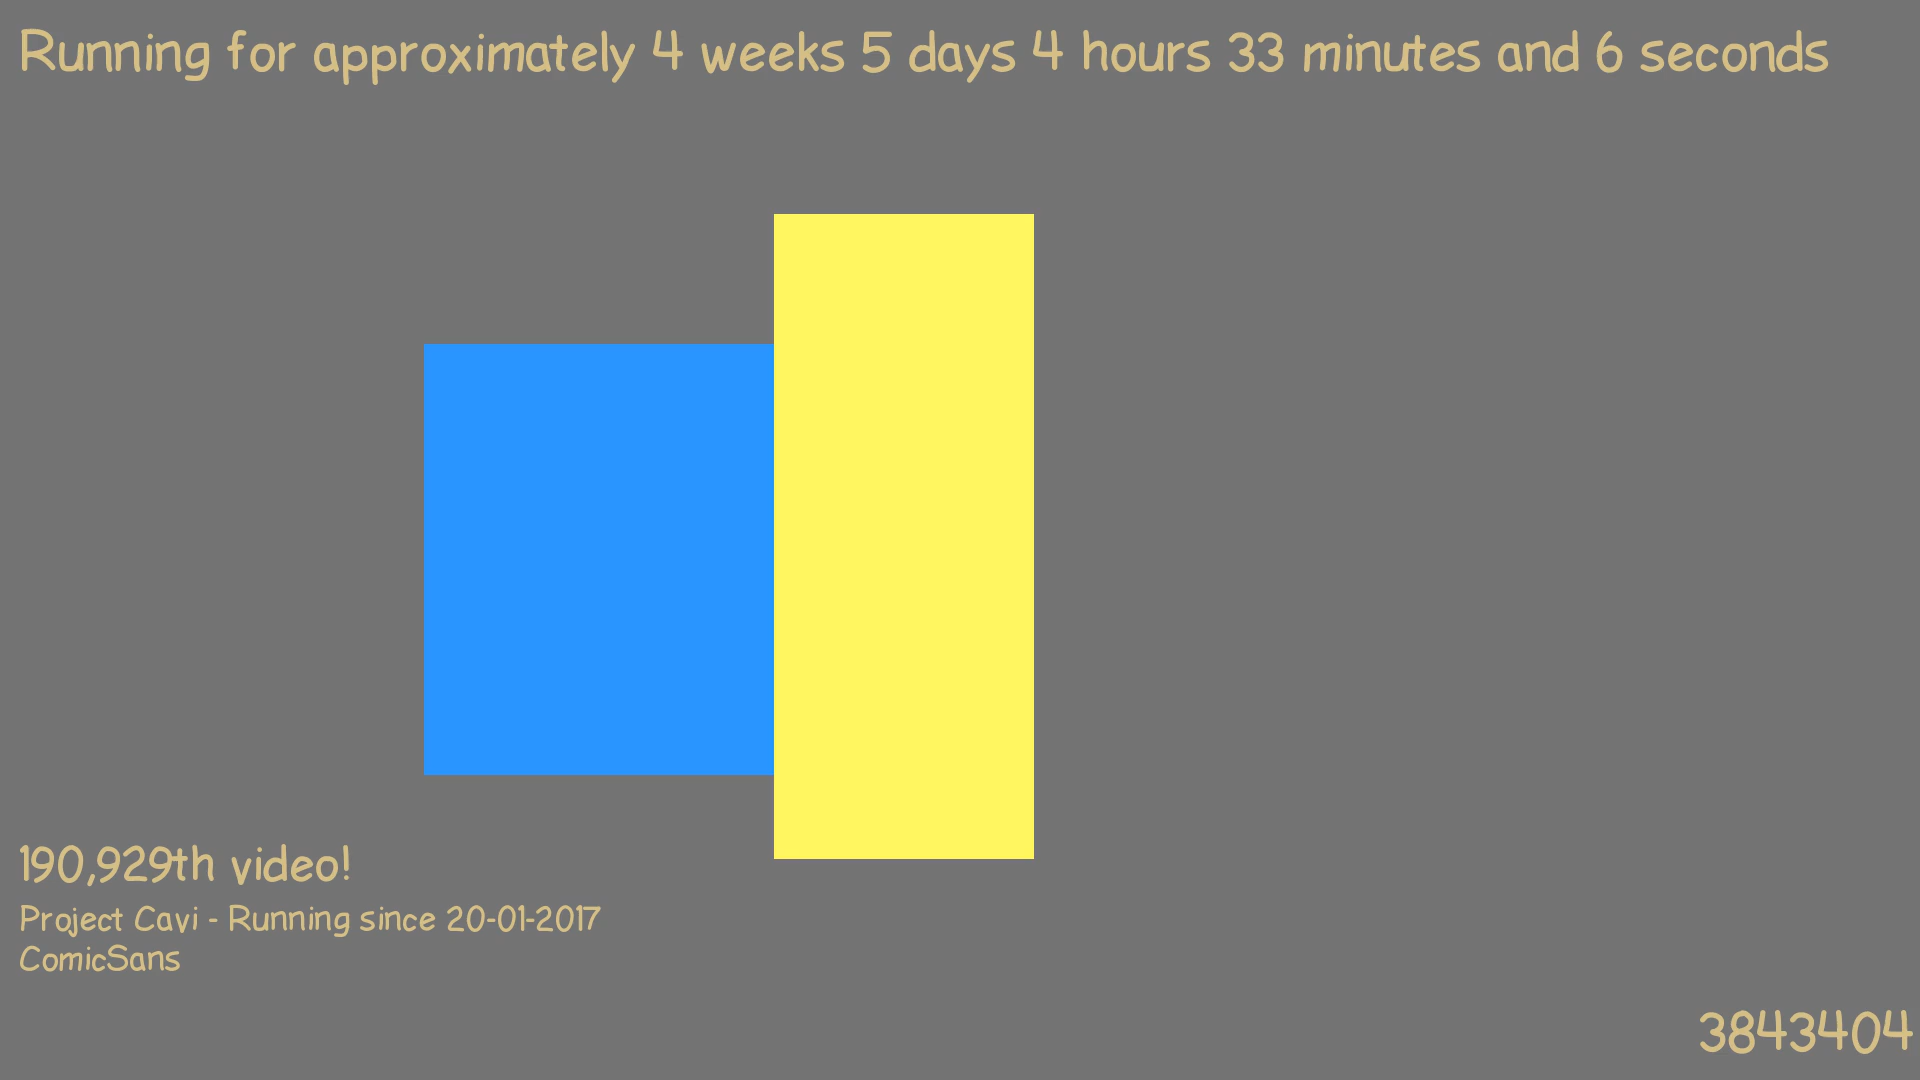 Running for approximately 4 weeks 5 days 4 hours 33 minutes and 6 seconds
190,929th video!
Project Cavi - Running since 20-01-2017
ComicSans
3843404